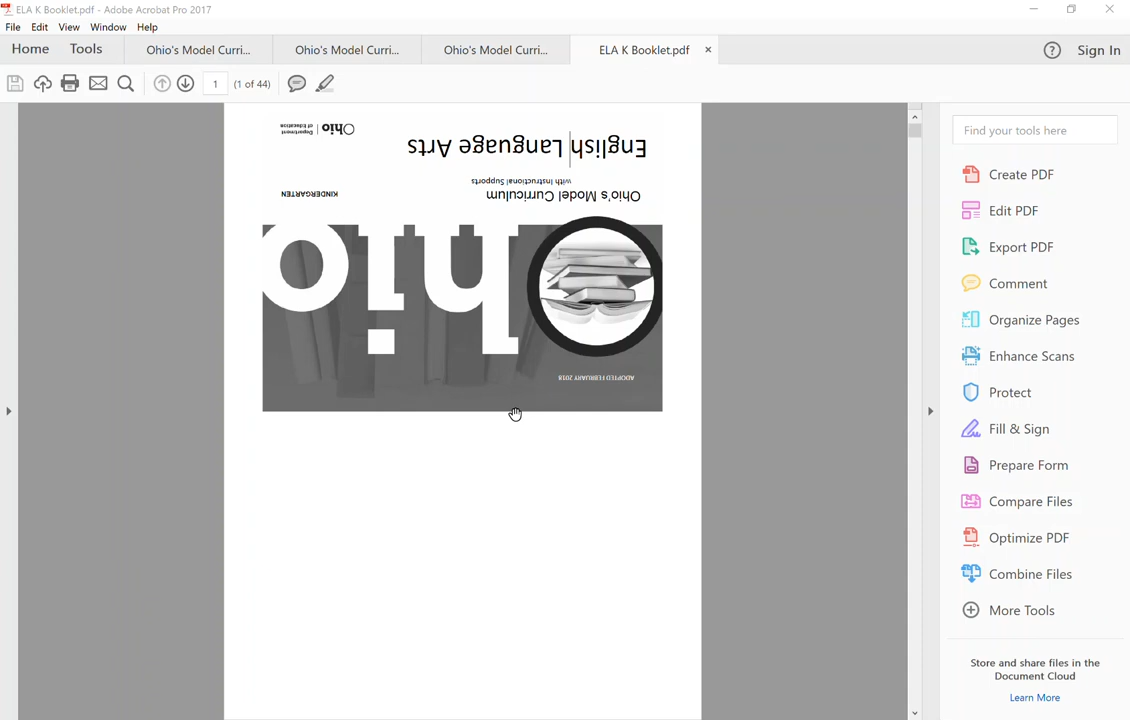 ELA K Booklet.pdf - Adobe Acrobat Pro 2017
File Edit View Window Help
Home Tools Ohio's Model Curri... Ohio's Model Curri... Ohio's Model Curri... ELA K Booklet.pdf × ? Sign In
1 (1 of 44)
Ohio | Department of Education
English Language Arts
with Instructional Supports
KINDERGARTEN
Ohio's Model Curriculum
Ohio
ADOPTED FEBRUARY 2018
Find your tools here
Create PDF
Edit PDF
Export PDF
Comment
Organize Pages
Enhance Scans
Protect
Fill & Sign
Prepare Form
Compare Files
Optimize PDF
Combine Files
More Tools
Store and share files in the
Document Cloud
Learn More